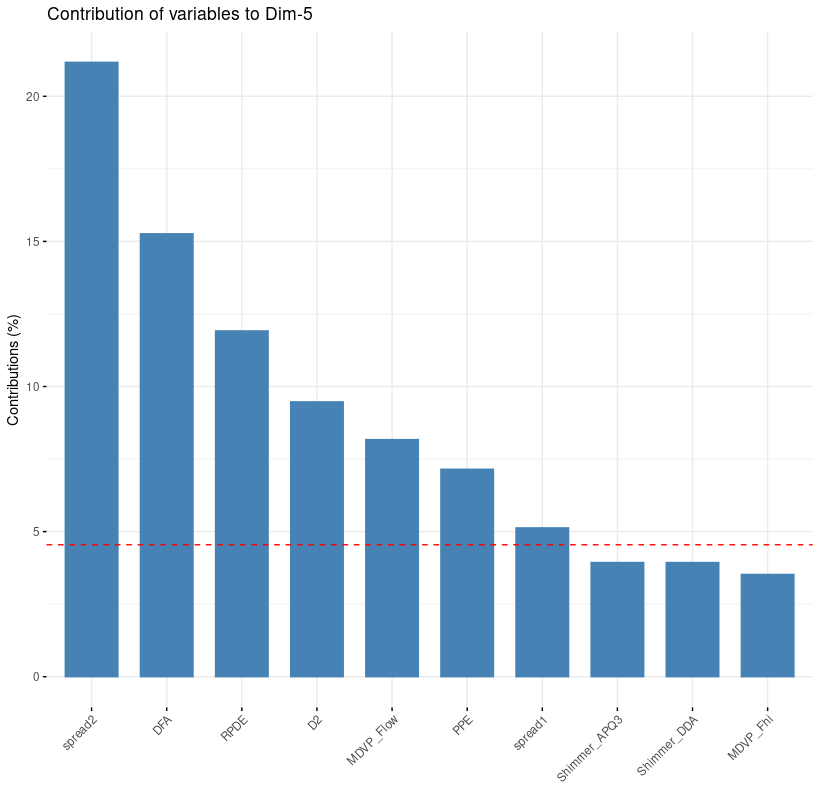 Contribution of variables to Dim-5
Contributions (%)
20
15
10
5
0
spread2
DFA
RPDE
D2
MDVP_Flow
PPE
spread1
Shimmer_APQ3
Shimmer_DDA
MDVP_Fhi